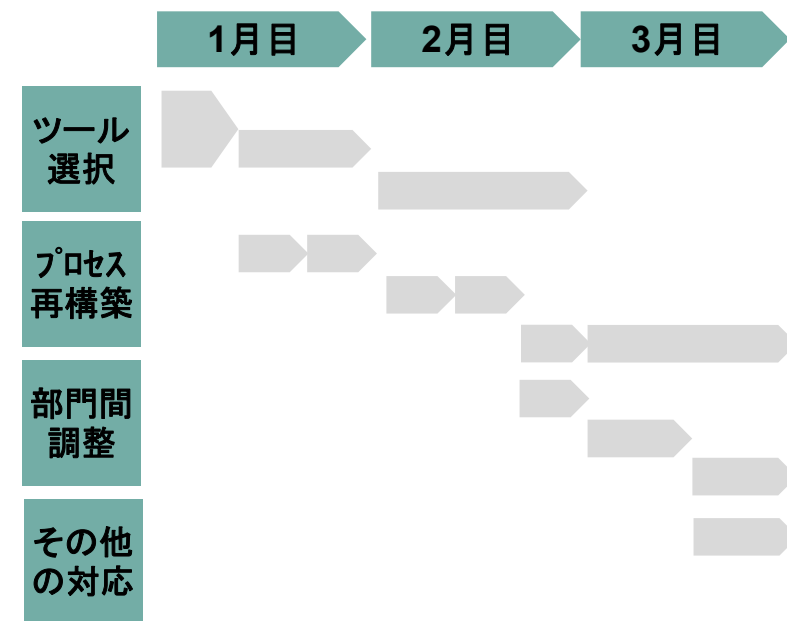 1月目
2月目
3月目
ツール
選択
プロセス
再構築
部門間
調整
その他
の対応